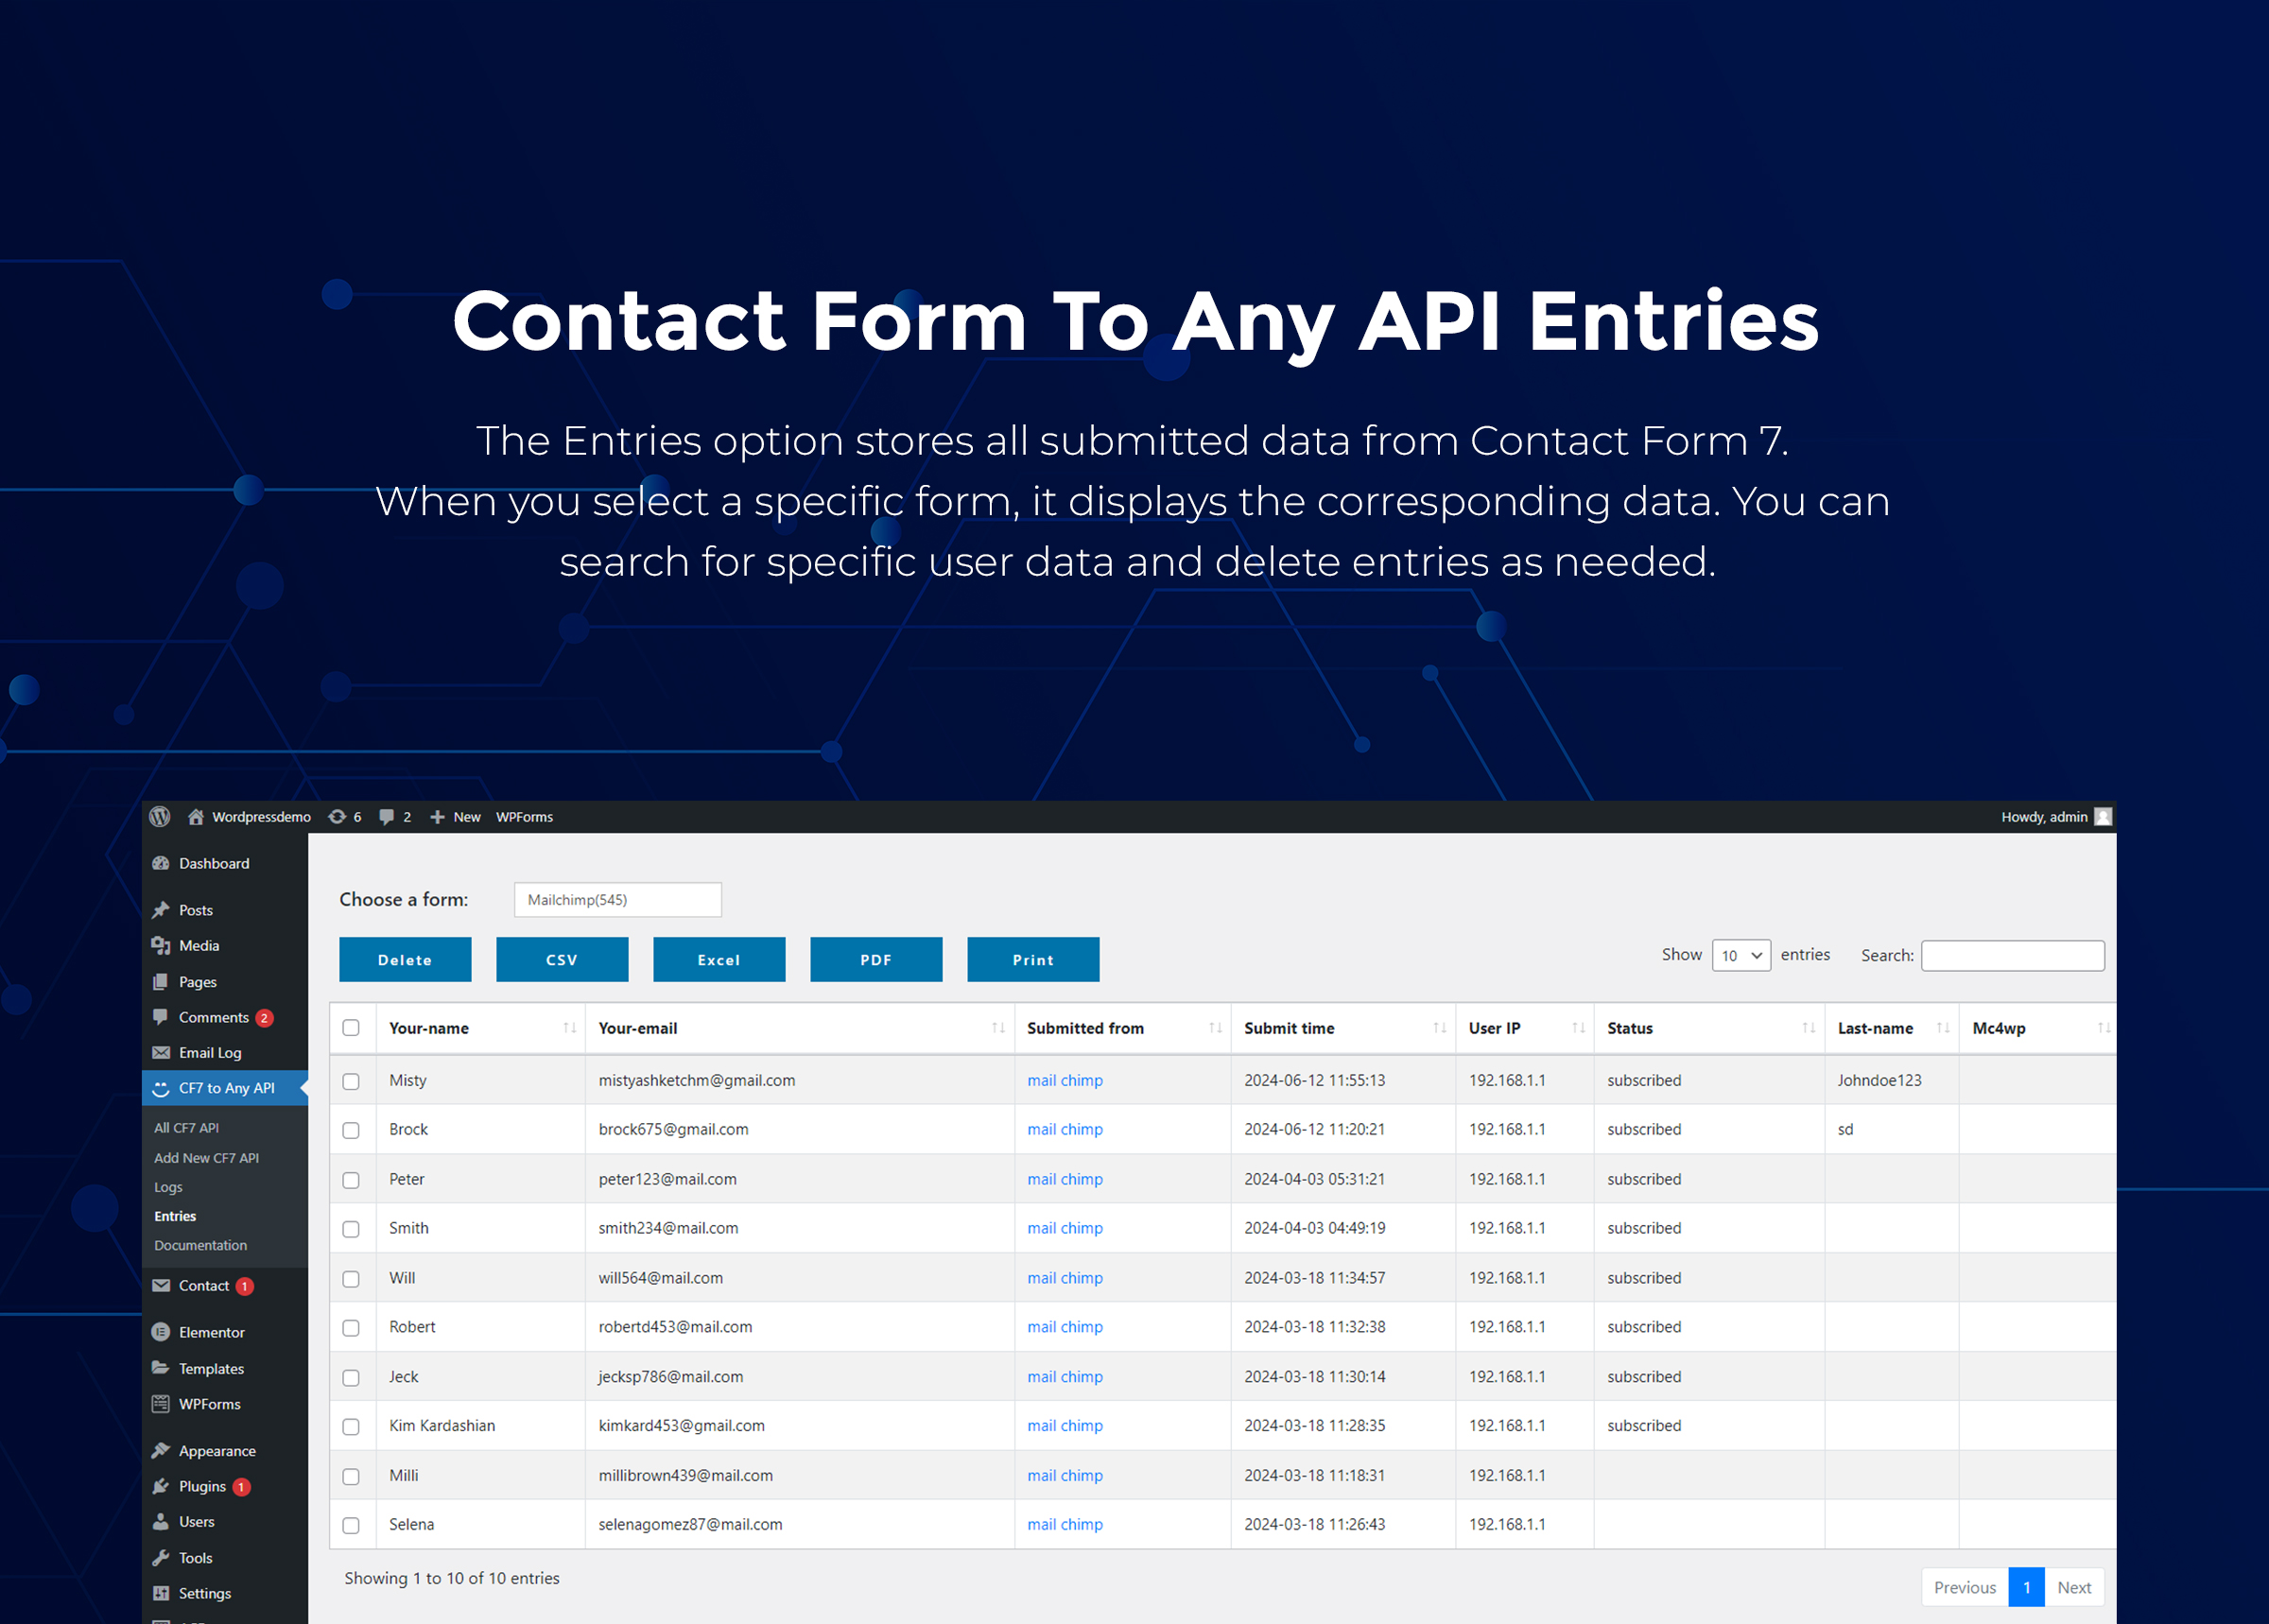 Contact Form To Any API Entries
The Entries option stores all submitted data from Contact Form 7.
When you select a specific form, it displays the corresponding data. You can
search for specific user data and delete entries as needed.
Wordpressdemo 6 2 New WPForms Howdy, admin
Dashboard
Posts
Media
Pages
Comments 2
Email Log
CF7 to Any API
All CF7 API
Add New CF7 API
Logs
Entries
Documentation
Contact 1
Elementor
Templates
WPForms
Appearance
Plugins 1
Users
Tools
Settings
Choose a form: Mailchimp(545)
Delete CSV Excel PDF Print Show 10 entries Search:
Your-name Your-email Submitted from Submit time User IP Status Last-name Mc4wp
Misty mistyashketchm@gmail.com mail chimp 2024-06-12 11:55:13 192.168.1.1 subscribed Johndoe123
Brock brock675@gmail.com mail chimp 2024-06-12 11:20:21 192.168.1.1 subscribed sd
Peter peter123@mail.com mail chimp 2024-04-03 05:31:21 192.168.1.1 subscribed
Smith smith234@mail.com mail chimp 2024-04-03 04:49:19 192.168.1.1 subscribed
Will will564@mail.com mail chimp 2024-03-18 11:34:57 192.168.1.1 subscribed
Robert robertd453@mail.com mail chimp 2024-03-18 11:32:38 192.168.1.1 subscribed
Jeck jecksp786@mail.com mail chimp 2024-03-18 11:30:14 192.168.1.1 subscribed
Kim Kardashian kimkard453@gmail.com mail chimp 2024-03-18 11:28:35 192.168.1.1 subscribed
Milli millibrown439@mail.com mail chimp 2024-03-18 11:18:31 192.168.1.1
Selena selenagomez87@mail.com mail chimp 2024-03-18 11:26:43 192.168.1.1
Showing 1 to 10 of 10 entries Previous 1 Next